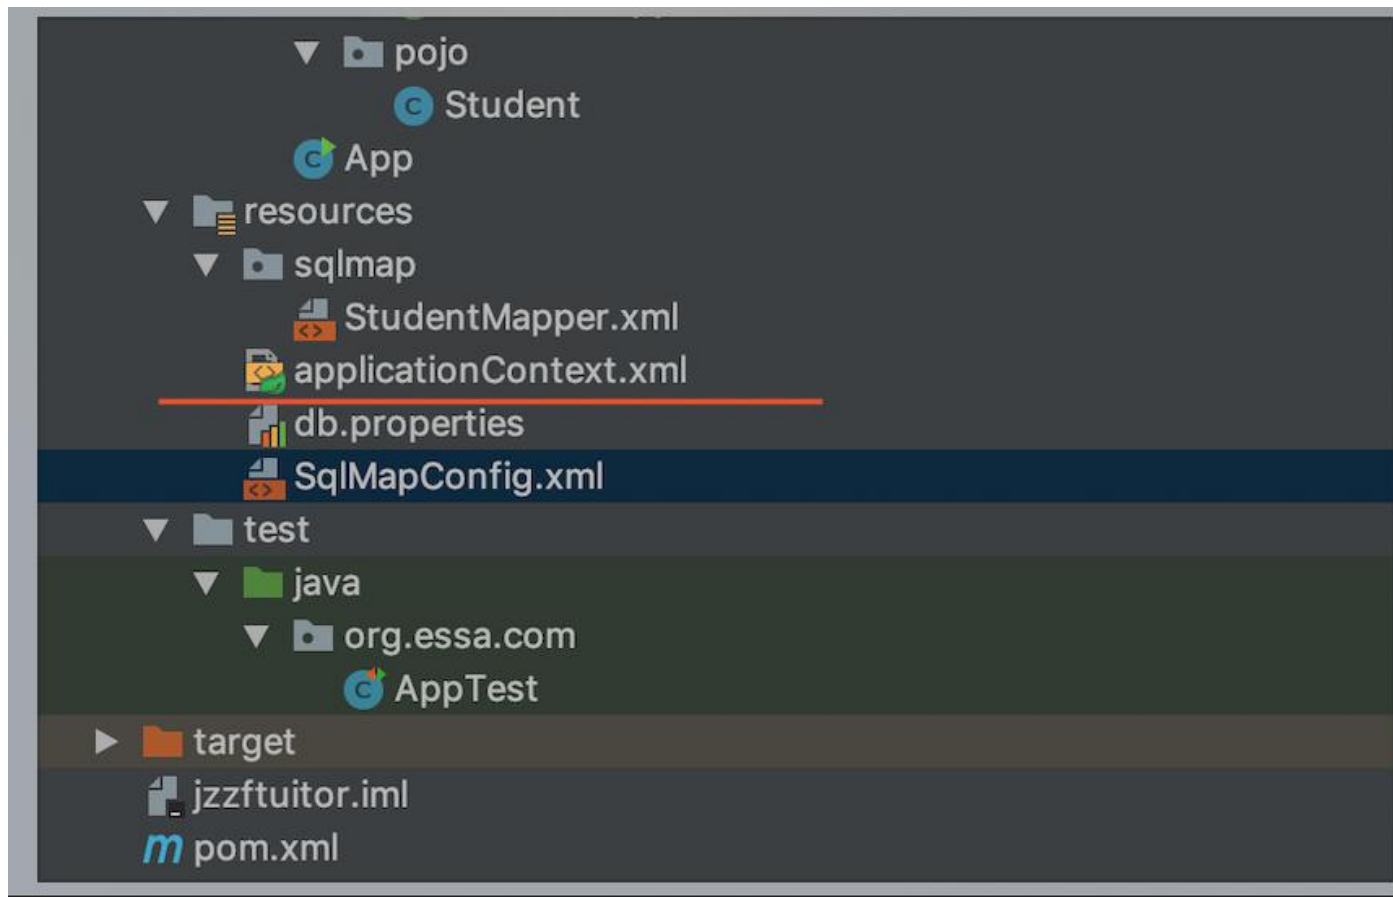 pojo
Student
App
resources
sqlmap
StudentMapper.xml
applicationContext.xml
db.properties
SqlMapConfig.xml
test
java
org.essa.com
AppTest
target
jzzftuitor.iml
pom.xml